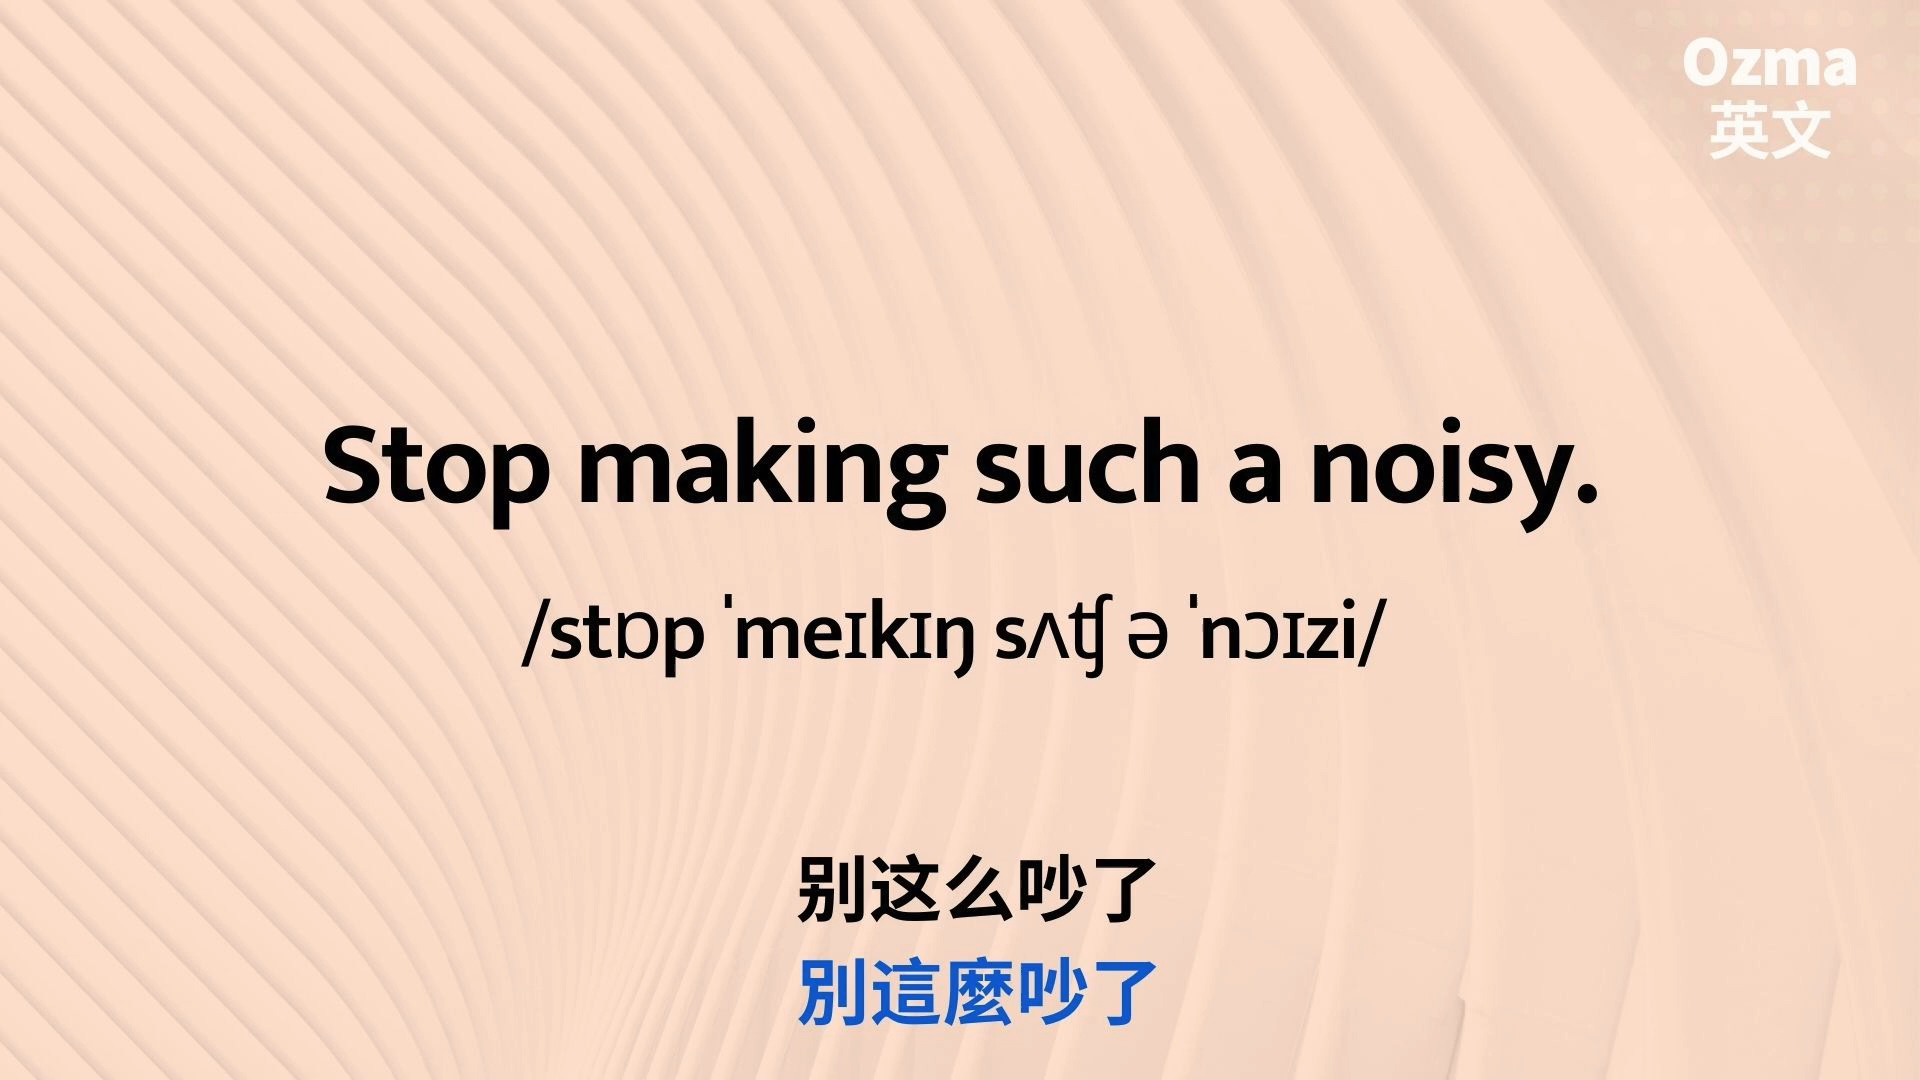 Ozma
英文
Stop making such a noisy.
/stɒp ˈmeɪkɪŋ sʌʧ ə ˈnɔɪzi/
别这么吵了
別這麼吵了